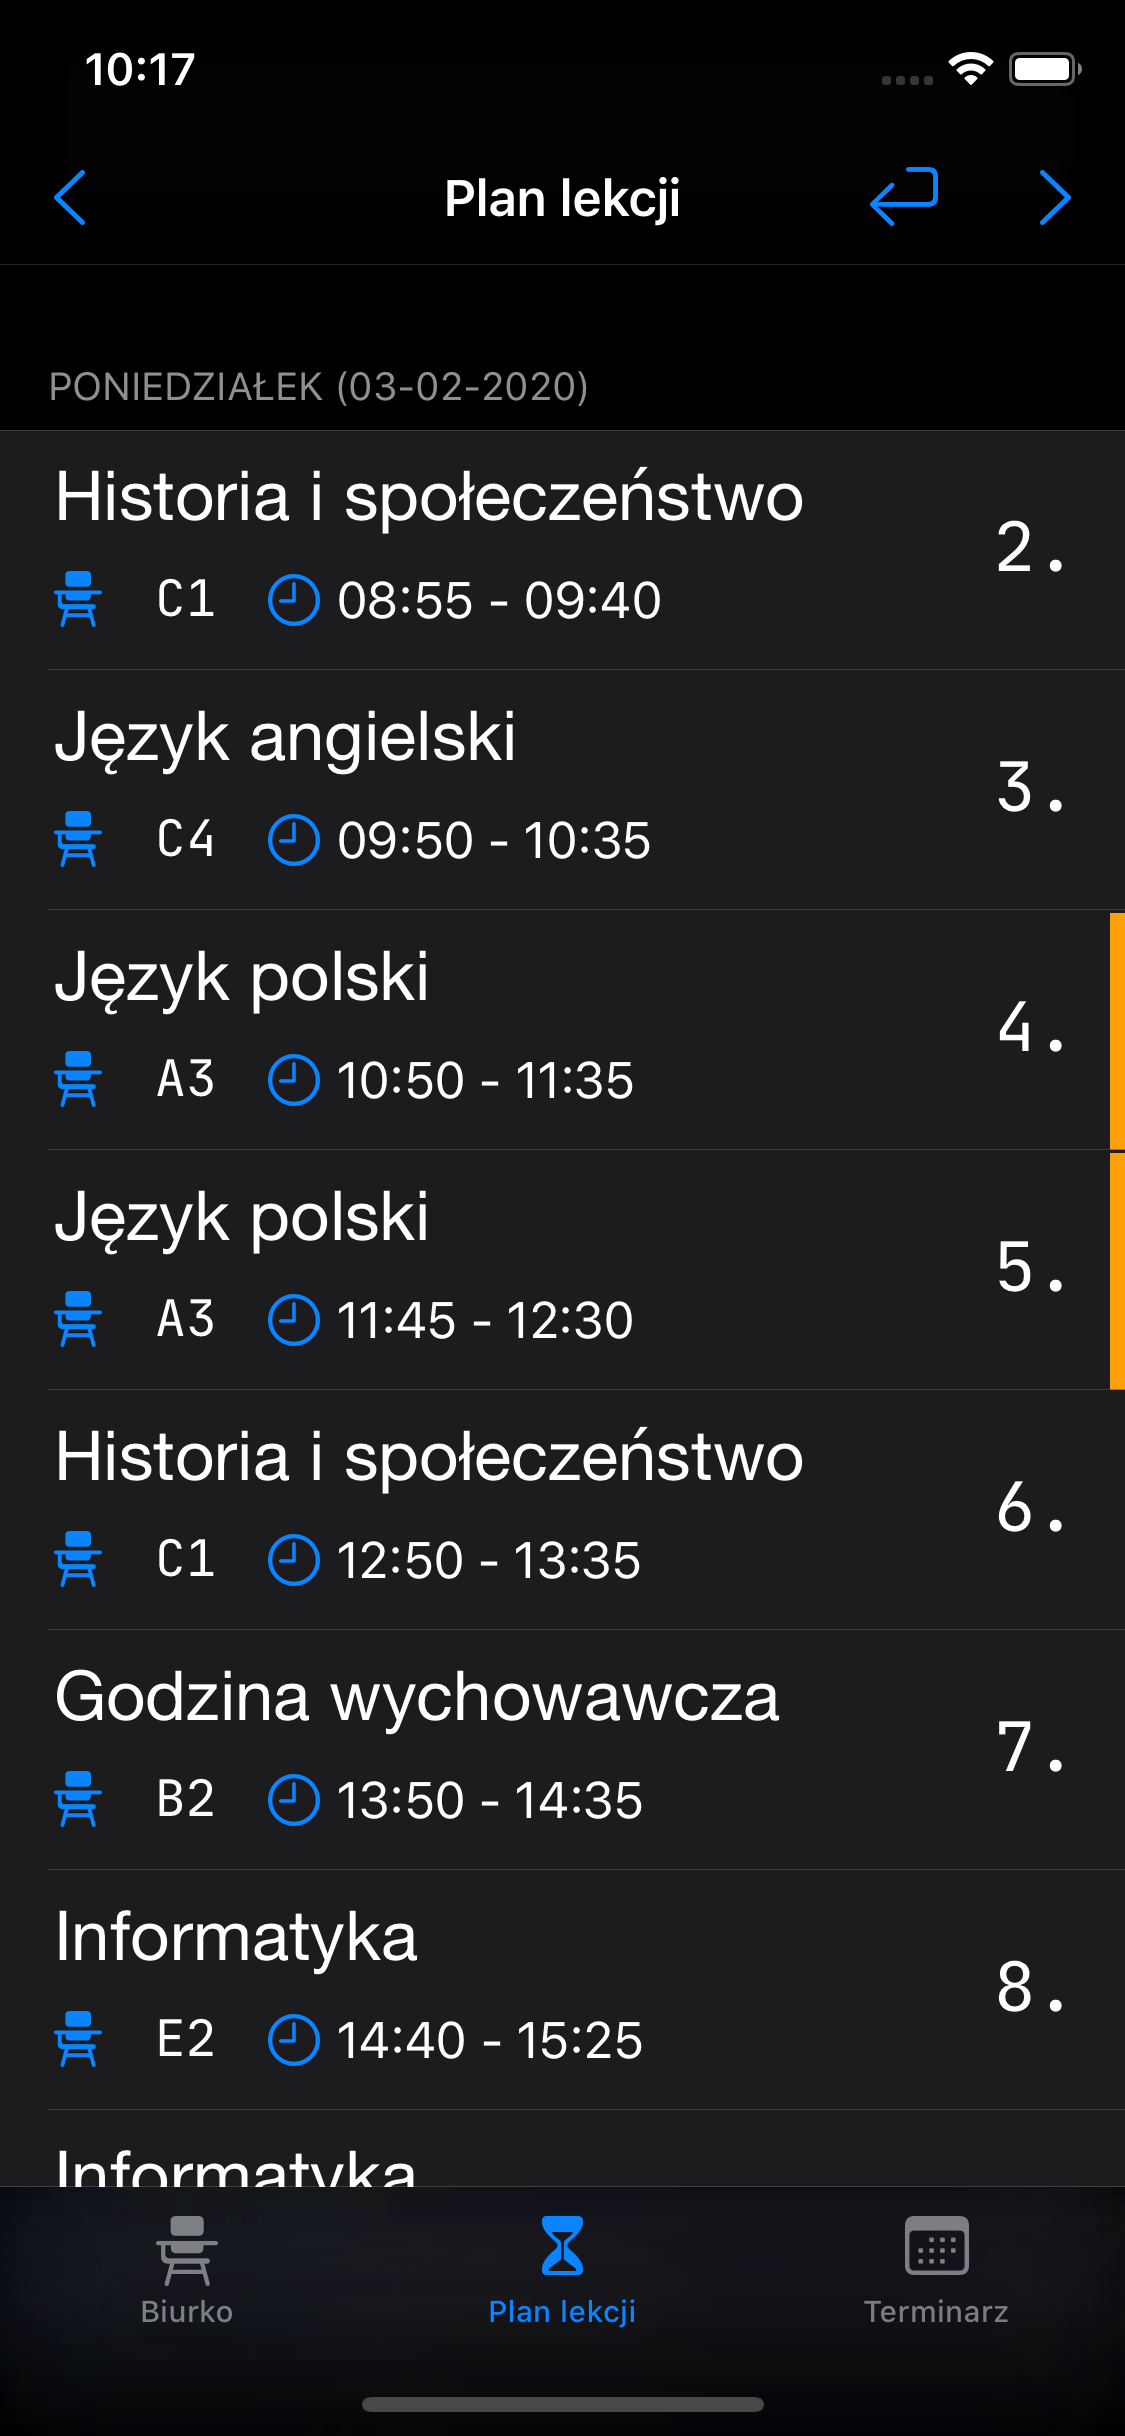 10:17
Plan lekcji
PONIEDZIAŁEK (03-02-2020)
Historia i społeczeństwo
2.
C1 08:55 - 09:40
Język angielski
3.
C4 09:50 - 10:35
Język polski
4.
A3 10:50 - 11:35
Język polski
5.
A3 11:45 - 12:30
Historia i społeczeństwo
6.
C1 12:50 - 13:35
Godzina wychowawcza
7.
B2 13:50 - 14:35
Informatyka
8.
E2 14:40 - 15:25
Informatyka
Biurko Plan lekcji Terminarz